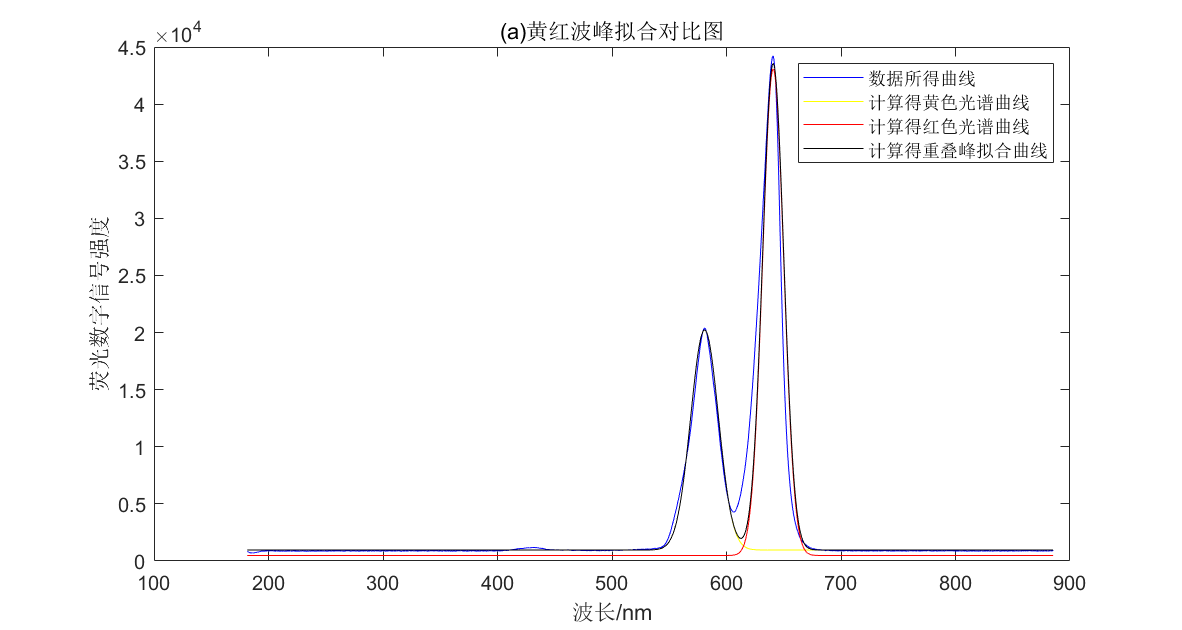 (a)黄红波峰拟合对比图
×10⁴
4.5
4
3.5
3
2.5
2
1.5
1
0.5
0
荧光数字信号强度
数据所得曲线
计算得黄色光谱曲线
计算得红色光谱曲线
计算得重叠峰拟合曲线
100 200 300 400 500 600 700 800 900
波长/nm